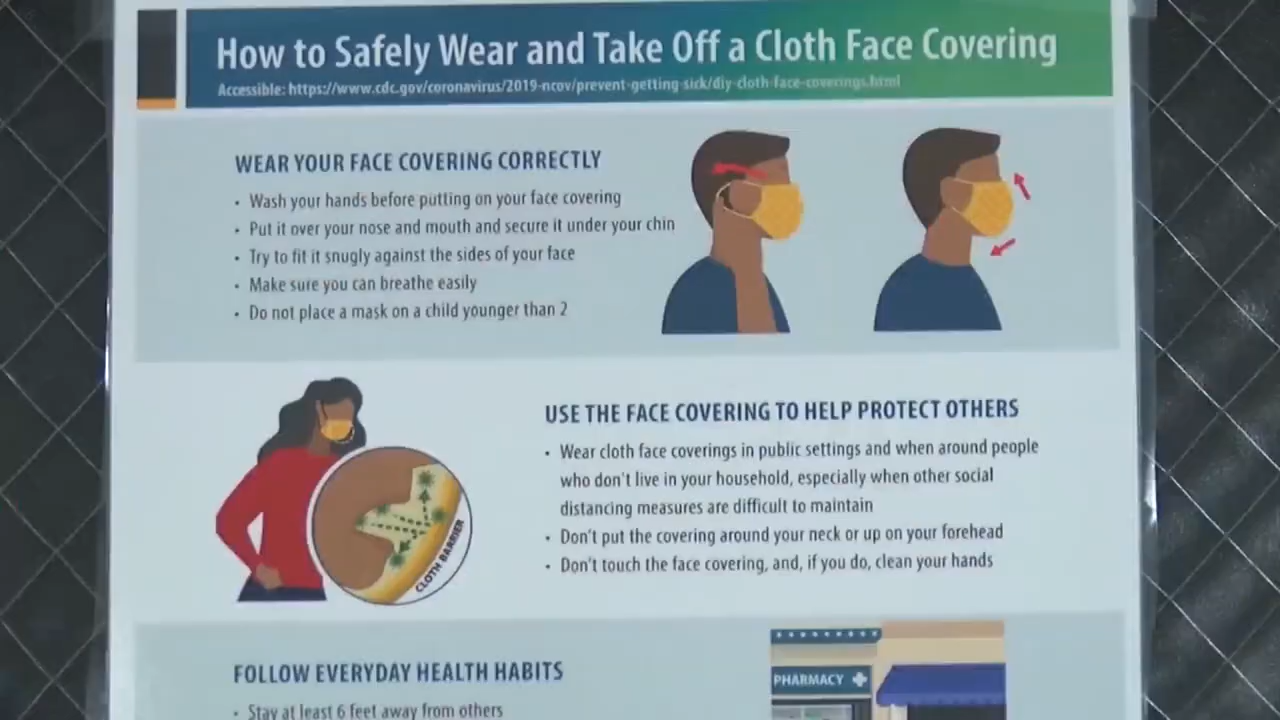 How to Safely Wear and Take Off a Cloth Face Covering
Accessible: https://www.cdc.gov/coronavirus/2019-ncov/prevent-getting-sick/diy-cloth-face-coverings.html
WEAR YOUR FACE COVERING CORRECTLY
• Wash your hands before putting on your face covering
• Put it over your nose and mouth and secure it under your chin
• Try to fit it snugly against the sides of your face
• Make sure you can breathe easily
• Do not place a mask on a child younger than 2
USE THE FACE COVERING TO HELP PROTECT OTHERS
• Wear cloth face coverings in public settings and when around people
who don't live in your household, especially when other social
distancing measures are difficult to maintain
• Don't put the covering around your neck or up on your forehead
• Don't touch the face covering, and, if you do, clean your hands
CLOTH BARRIER
FOLLOW EVERYDAY HEALTH HABITS
• Stay at least 6 feet away from others
PHARMACY